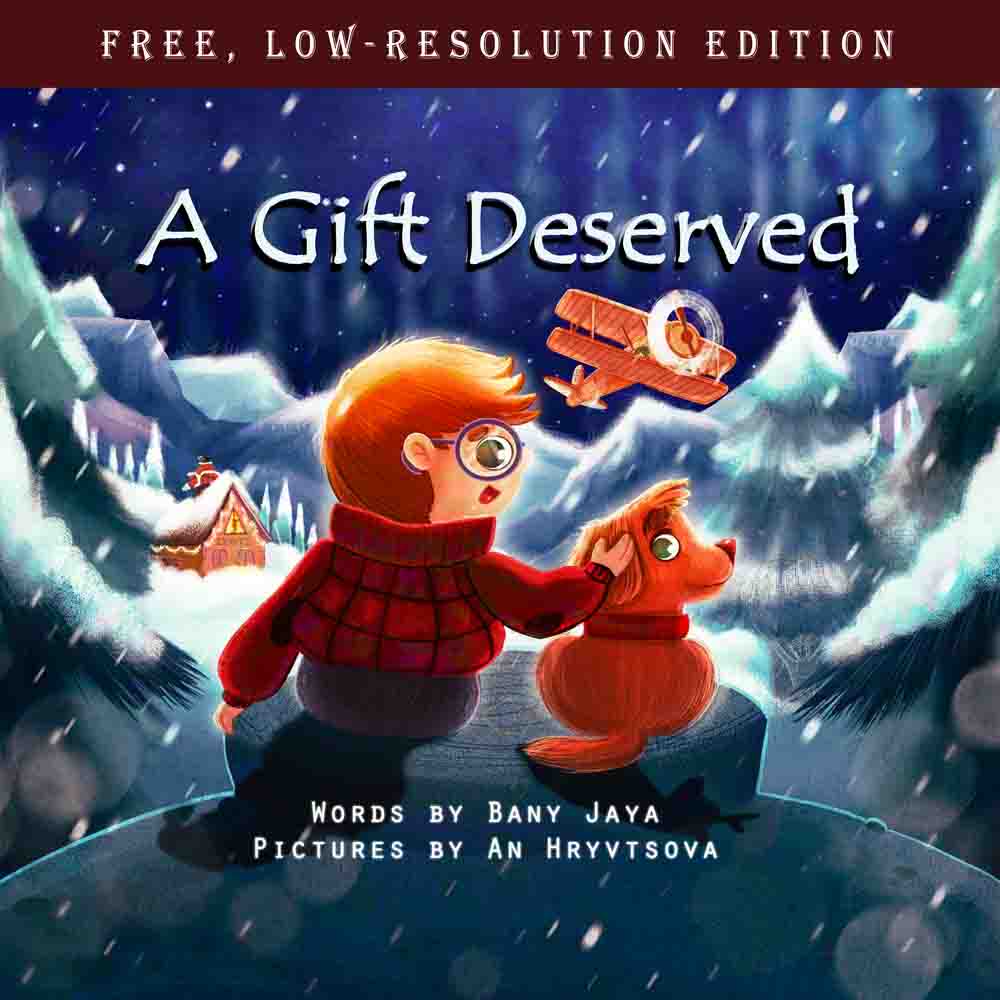 FREE, LOW-RESOLUTION EDITION
A Gift Deserved
WORDS BY BANY JAYA
PICTURES BY AN HRYVTSOVA